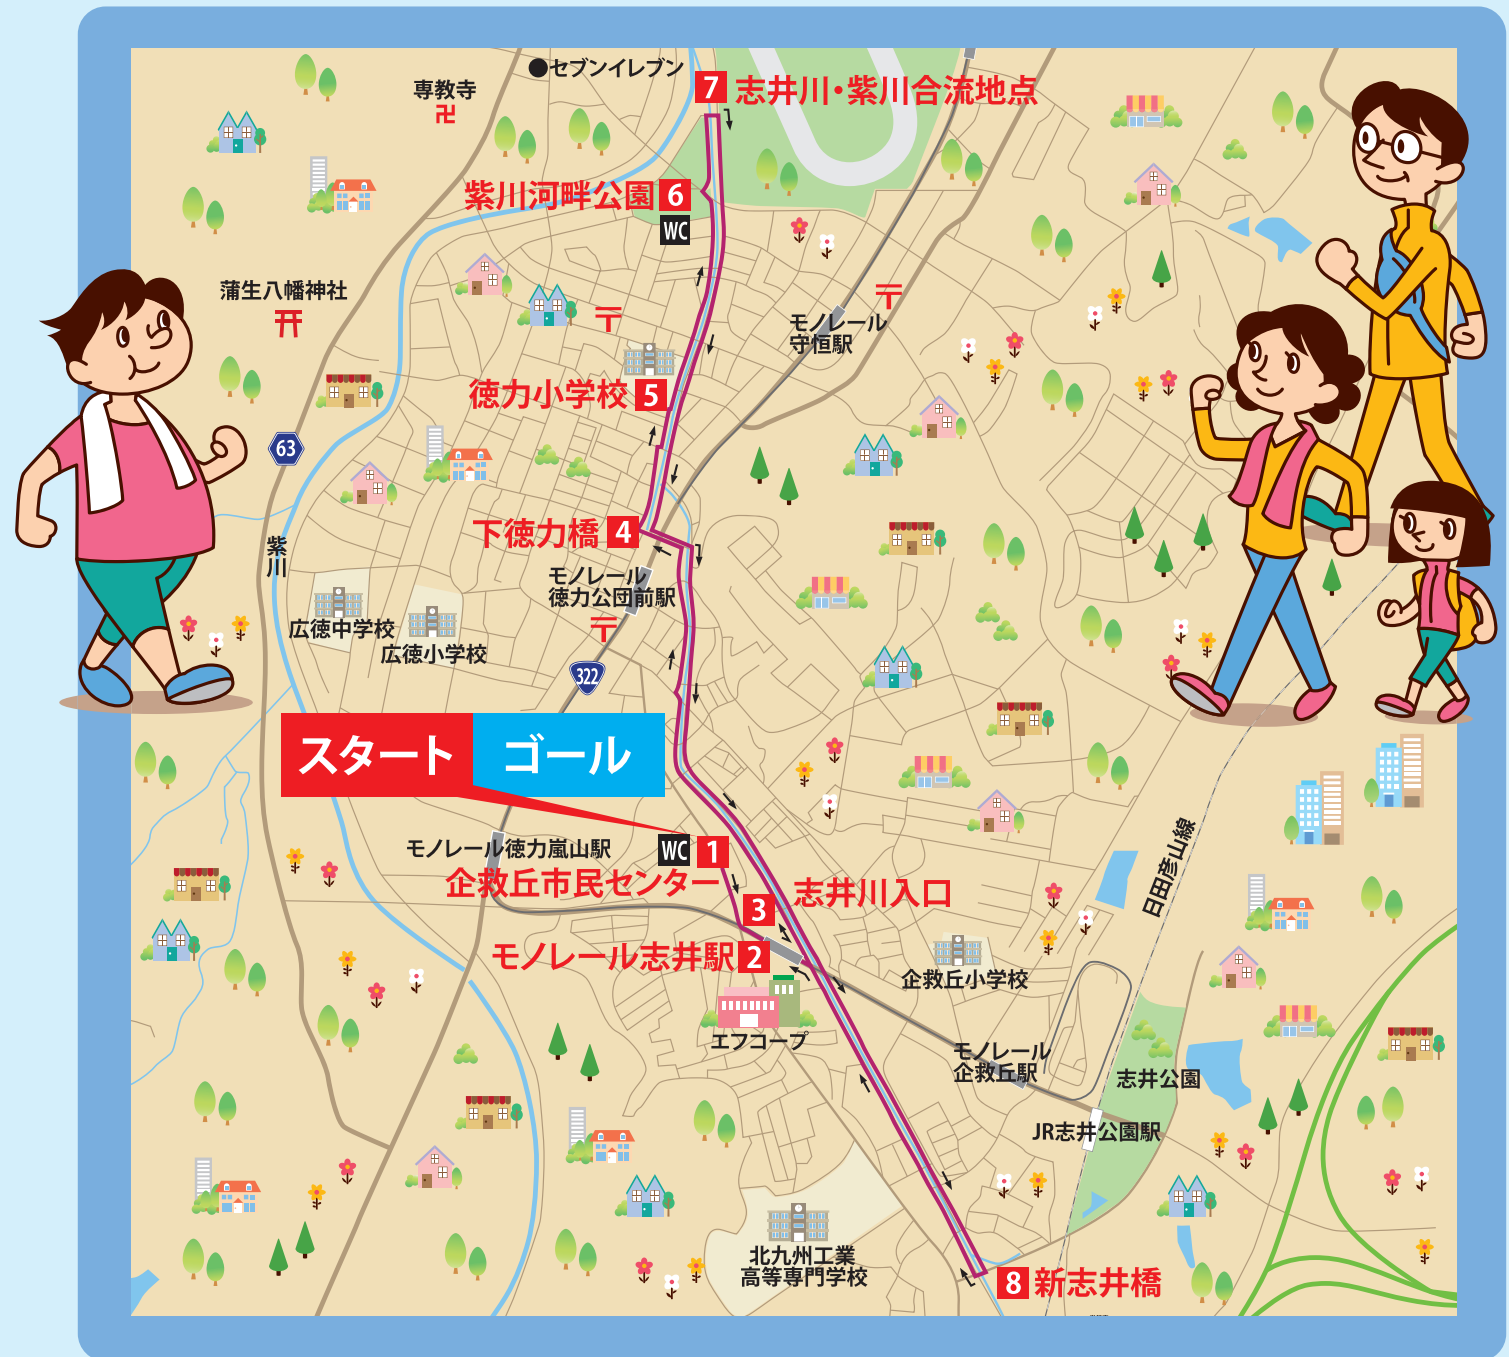 セブンイレブン
専教寺
7 志井川・紫川合流地点
紫川河畔公園 6
WC
蒲生八幡神社
モノレール
守恒駅
徳力小学校 5
63
下徳力橋 4
紫川
モノレール
徳力公団前駅
広徳中学校
広徳小学校
322
スタート ゴール
モノレール徳力嵐山駅
WC 1
企救丘市民センター
3 志井川入口
日田彦山線
モノレール志井駅 2
企救丘小学校
エフコープ
モノレール
企救丘駅
志井公園
JR志井公園駅
北九州工業
高等専門学校
8 新志井橋